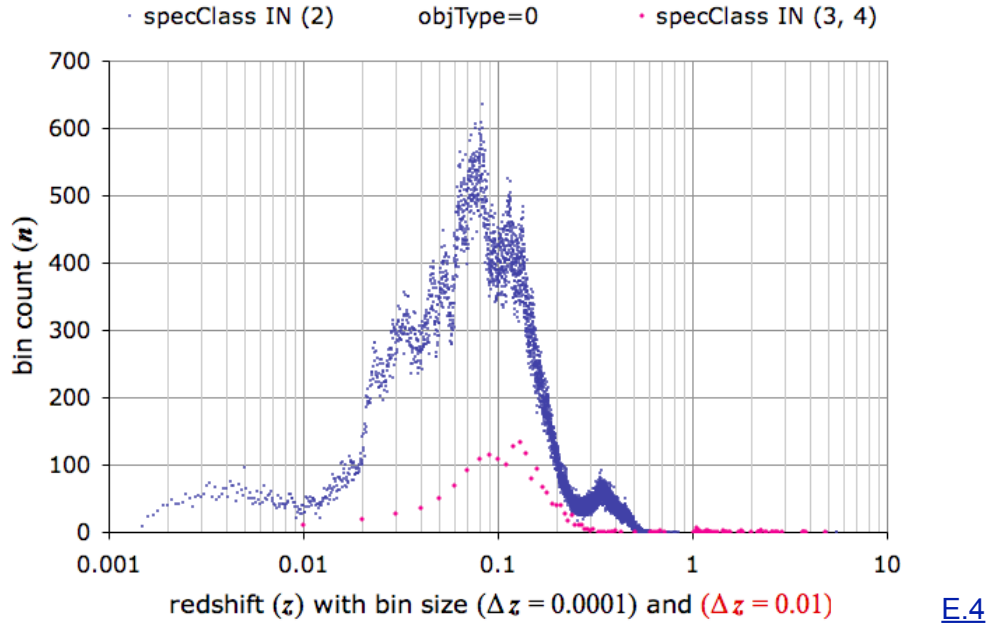 specClass IN (2) objType=0 specClass IN (3, 4)
700
600
500
400
300
200
100
0
bin count (n)
0.001 0.01 0.1 1 10
redshift (z) with bin size (Δz = 0.0001) and (Δz = 0.01)
E.4